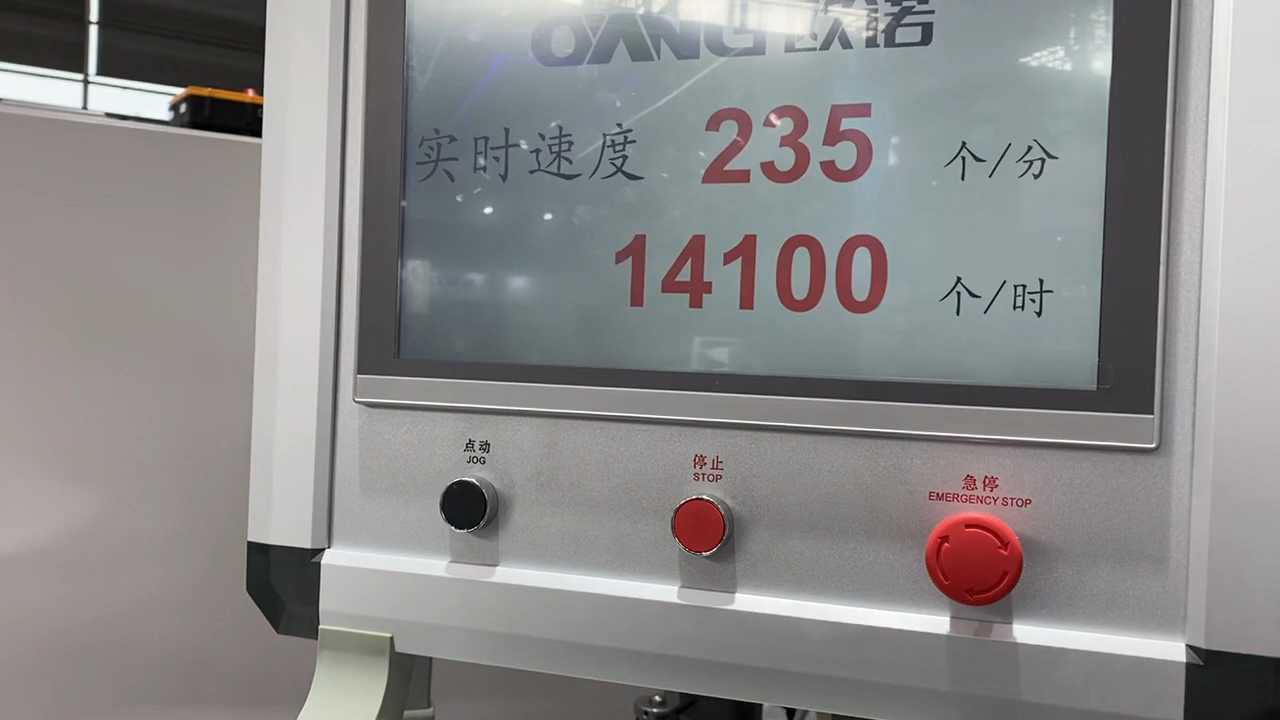 欧诺
实时速度 235 个/分
14100 个/时
点动
JOG
停止
STOP
急停
EMERGENCY STOP